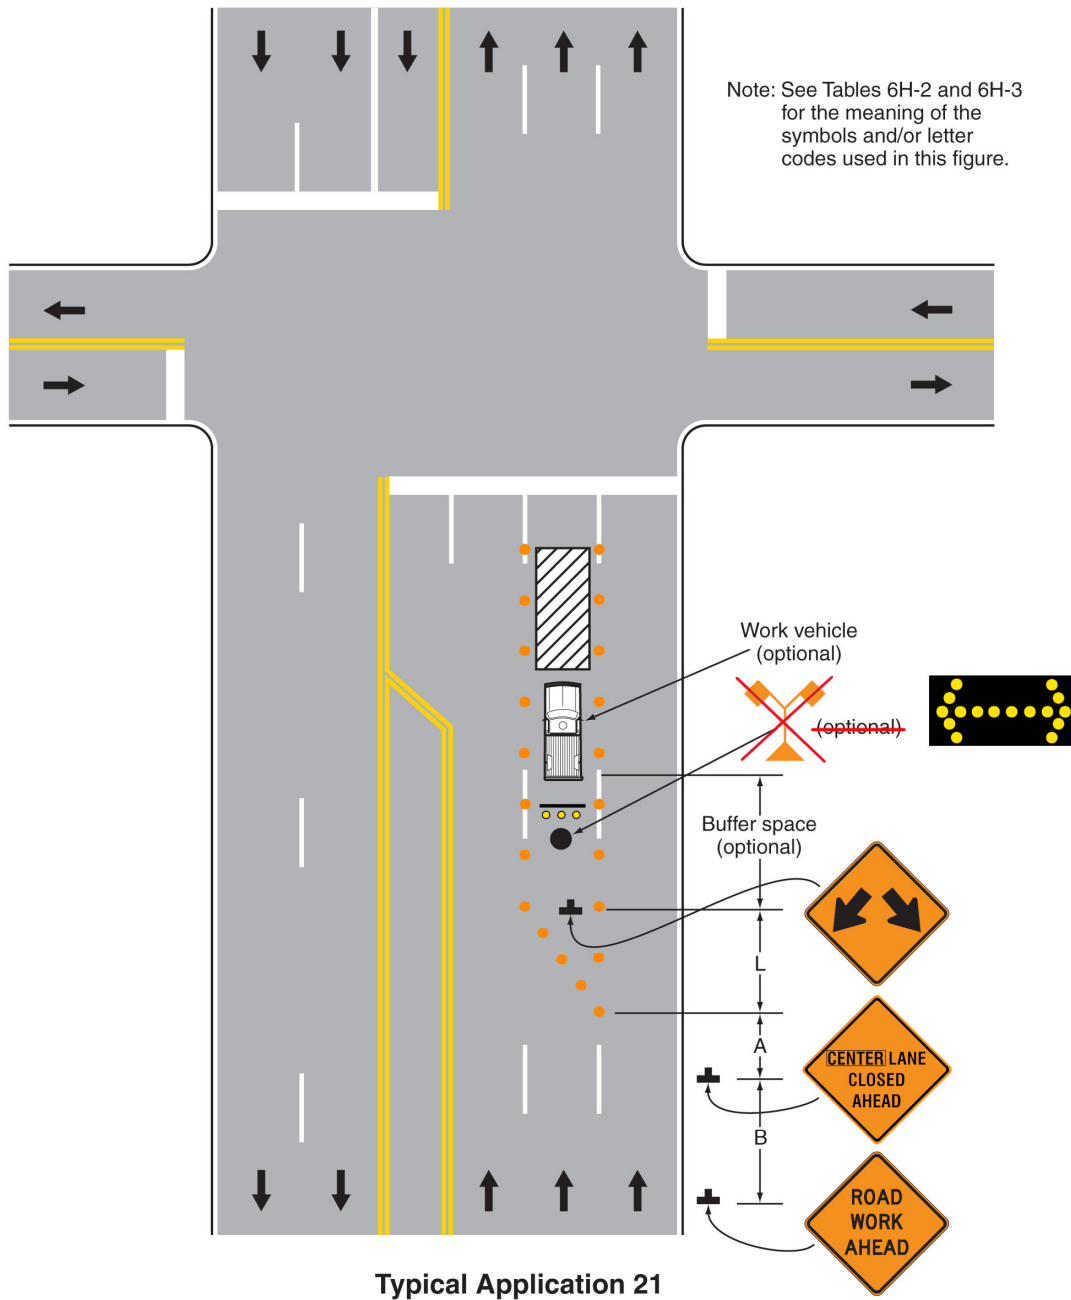 Note: See Tables 6H-2 and 6H-3
for the meaning of the
symbols and/or letter
codes used in this figure.
Work vehicle
(optional)
(optional)
Buffer space
(optional)
L
A
CENTER LANE
CLOSED
AHEAD
B
ROAD
WORK
AHEAD
Typical Application 21